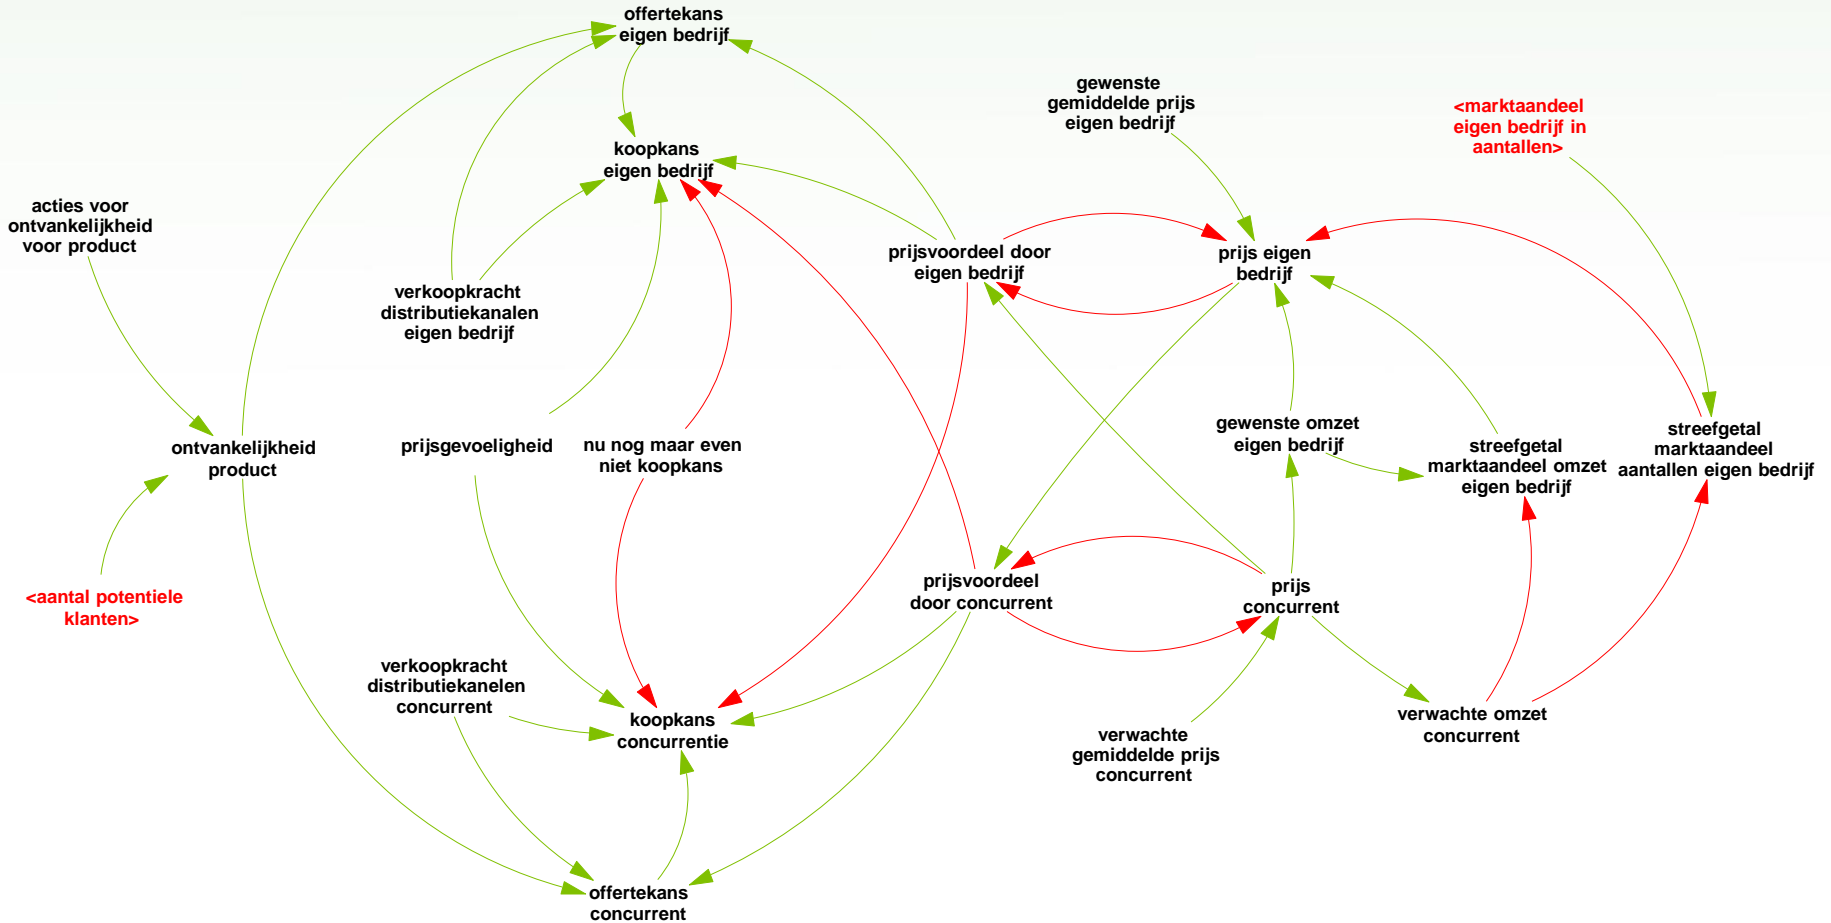 offertekans
eigen bedrijf
gewenste
gemiddelde prijs
eigen bedrijf
<marktaandeel
eigen bedrijf in
aantallen>
koopkans
eigen bedrijf
acties voor
ontvankelijkheid
voor product
prijsvoordeel door
eigen bedrijf
prijs eigen
bedrijf
verkoopkracht
distributiekanalen
eigen bedrijf
ontvankelijkheid
product
prijsgevoeligheid
nu nog maar even
niet koopkans
gewenste omzet
eigen bedrijf
streefgetal
marktaandeel omzet
eigen bedrijf
streefgetal
marktaandeel
aantallen eigen bedrijf
<aantal potentiele
klanten>
prijsvoordeel
door concurrent
prijs
concurrent
verkoopkracht
distributiekanelen
concurrent
koopkans
concurrentie
verwachte
gemiddelde prijs
concurrent
verwachte omzet
concurrent
offertekans
concurrent